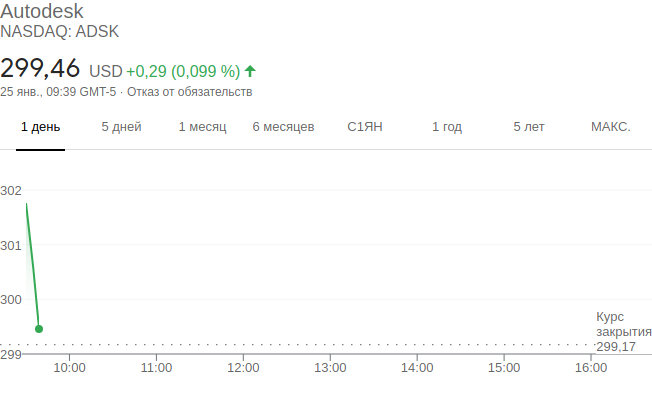 Autodesk
NASDAQ: ADSK
299,46 USD +0,29 (0,099 %)
25 янв., 09:39 GMT-5 · Отказ от обязательств
1 день 5 дней 1 месяц 6 месяцев С1ЯН 1 год 5 лет МАКС.
302
301
300
Курс
закрытия
299,17
299
10:00 11:00 12:00 13:00 14:00 15:00 16:00